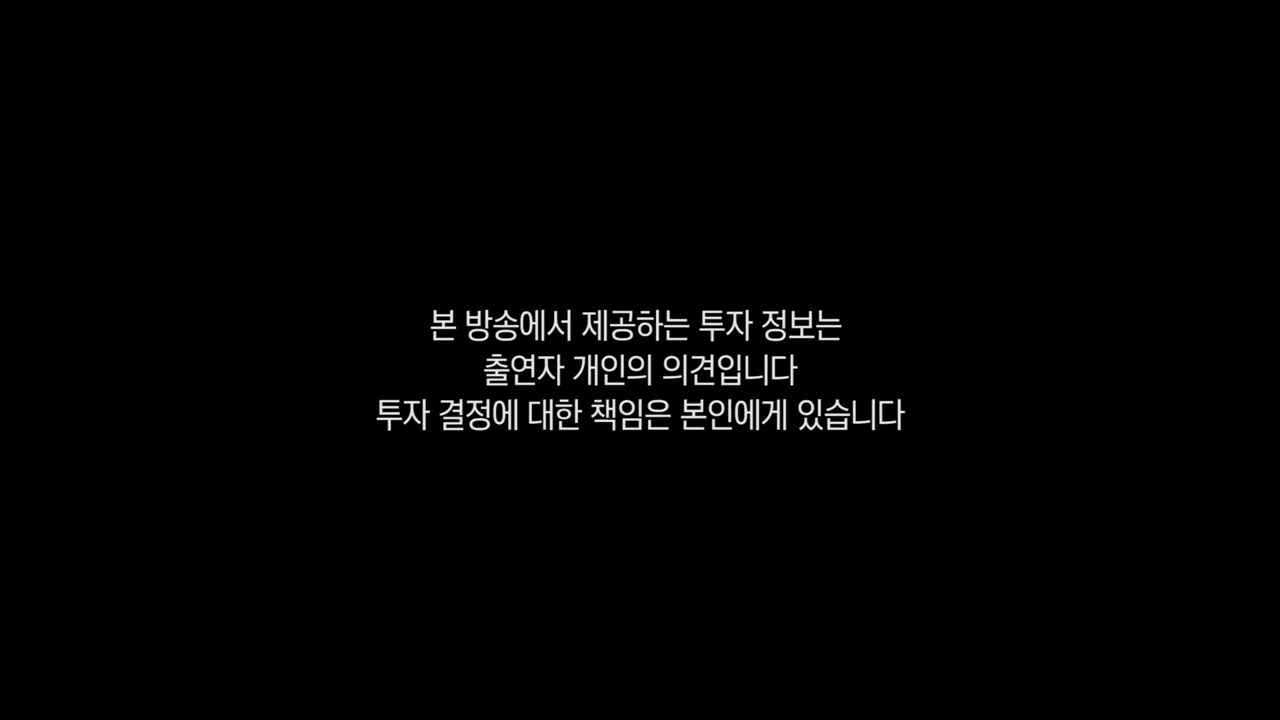 본 방송에서 제공하는 투자 정보는
출연자 개인의 의견입니다
투자 결정에 대한 책임은 본인에게 있습니다